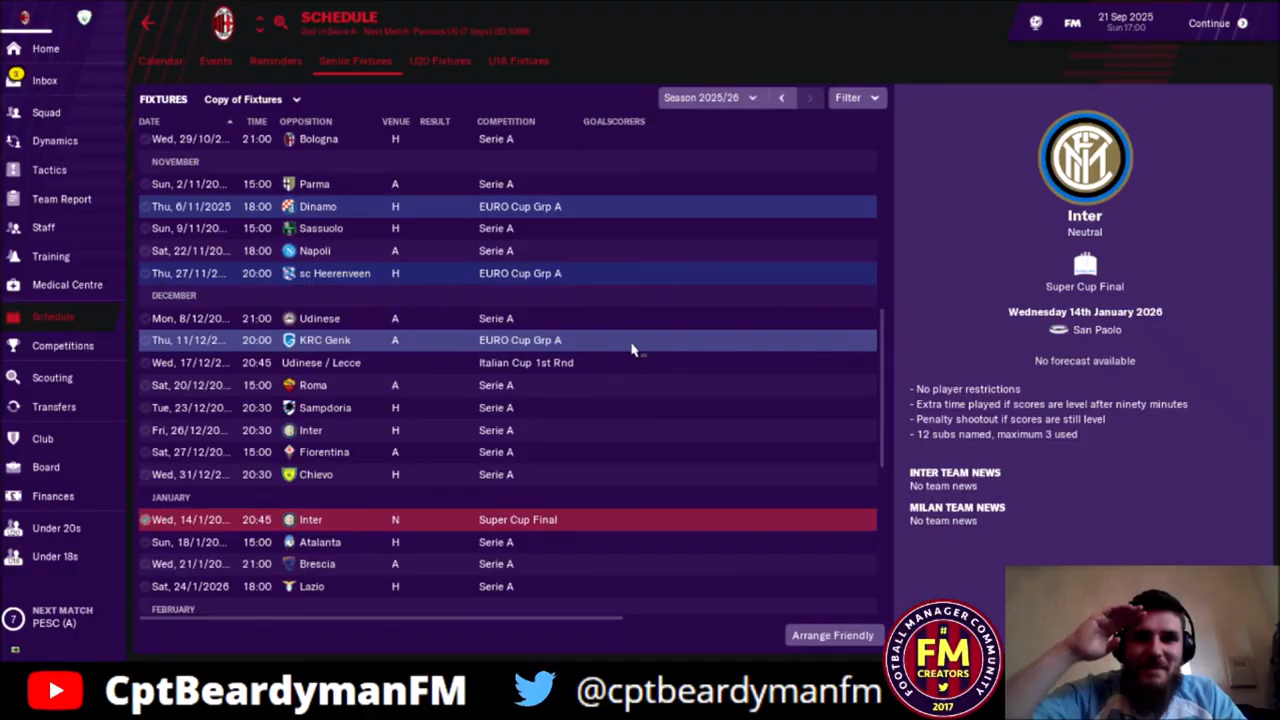 SCHEDULE
2nd in Serie A
Next Match: Pescara (A) (7 days)
21 Sep 2025
Sun 17:00
FM
Continue
Calendar Events Reminders Senior Fixtures U20 Fixtures U18 Fixtures
Home
3
Inbox
Squad
Dynamics
Tactics
Team Report
Staff
Training
Medical Centre
Schedule
Competitions
Scouting
Transfers
Club
Board
Finances
Under 20s
Under 18s
7
NEXT MATCH
PESC (A)
FIXTURES Copy of Fixtures Season 2025/26 Filter
DATE TIME OPPOSITION VENUE RESULT COMPETITION GOALSCORERS
Wed, 29/10/2... 21:00 Bologna H Serie A
NOVEMBER
Sun, 2/11/20... 15:00 Parma A Serie A
Thu, 6/11/2025 18:00 Dinamo H EURO Cup Grp A
Sun, 9/11/20... 15:00 Sassuolo H Serie A
Sat, 22/11/20... 18:00 Napoli A Serie A
Thu, 27/11/2... 20:00 sc Heerenveen H EURO Cup Grp A
DECEMBER
Mon, 8/12/20... 21:00 Udinese A Serie A
Thu, 11/12/2... 20:00 KRC Genk A EURO Cup Grp A
Wed, 17/12/2... 20:45 Udinese / Lecce Italian Cup 1st Rnd
Sat, 20/12/20... 15:00 Roma A Serie A
Tue, 23/12/20... 20:30 Sampdoria H Serie A
Fri, 26/12/20... 20:30 Inter H Serie A
Sat, 27/12/20... 15:00 Fiorentina A Serie A
Wed, 31/12/2... 20:30 Chievo H Serie A
JANUARY
Wed, 14/1/20... 20:45 Inter N Super Cup Final
Sun, 18/1/20... 15:00 Atalanta H Serie A
Wed, 21/1/20... 21:00 Brescia A Serie A
Sat, 24/1/2026 18:00 Lazio H Serie A
FEBRUARY
Arrange Friendly
Inter
Neutral
Super Cup Final
Wednesday 14th January 2026
San Paolo
No forecast available
- No player restrictions
- Extra time played if scores are level after ninety minutes
- Penalty shootout if scores are still level
- 12 subs named, maximum 3 used
INTER TEAM NEWS
No team news
MILAN TEAM NEWS
No team news
CptBeardymanFM
@cptbeardymanfm
FOOTBALL MANAGER COMMUNITY
#
FM
CREATORS
2017